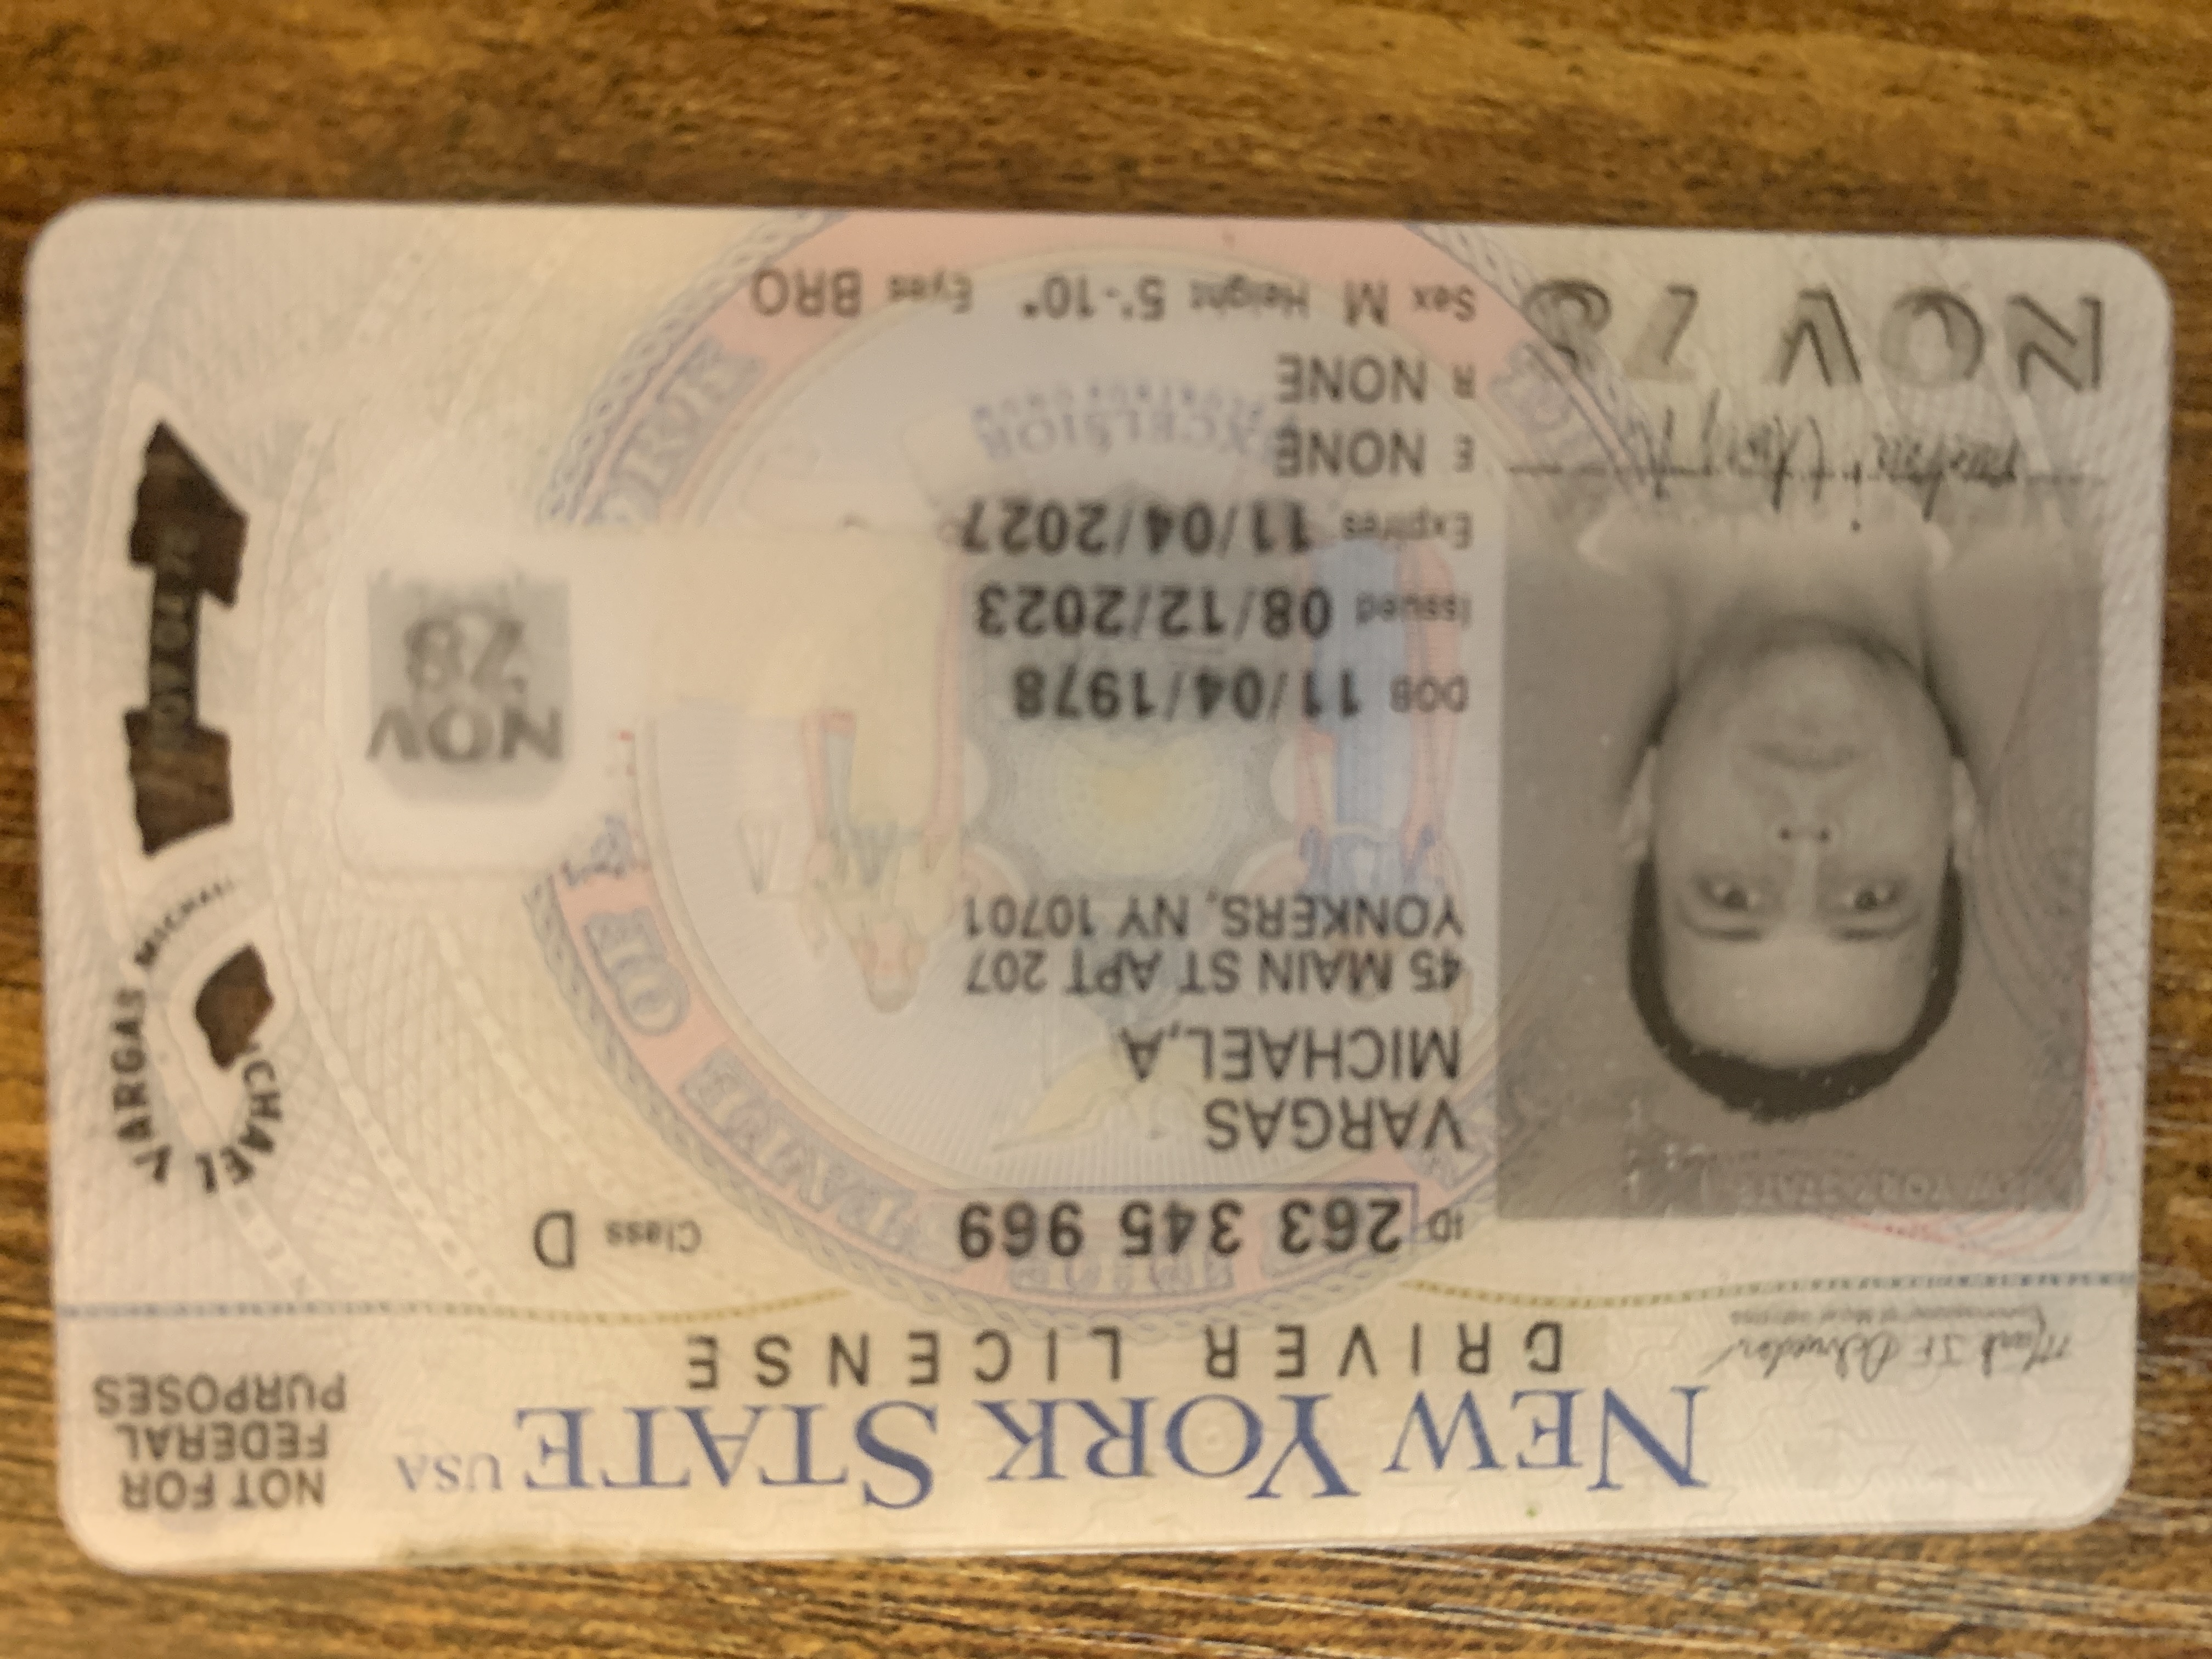 NEW YORK STATE USA
DRIVER LICENSE
NOT FOR
FEDERAL
PURPOSES
ID 263 345 969 Class D
VARGAS
MICHAEL,A
45 MAIN ST APT 207
YONKERS, NY 10701
DOB 11/04/1978
Issued 08/12/2023
Expires 11/04/2027
E NONE
R NONE
Sex M Height 5'-10" Eyes BRO
NOV 78
NOV
EXCELSIOR
VARGAS MICHAEL